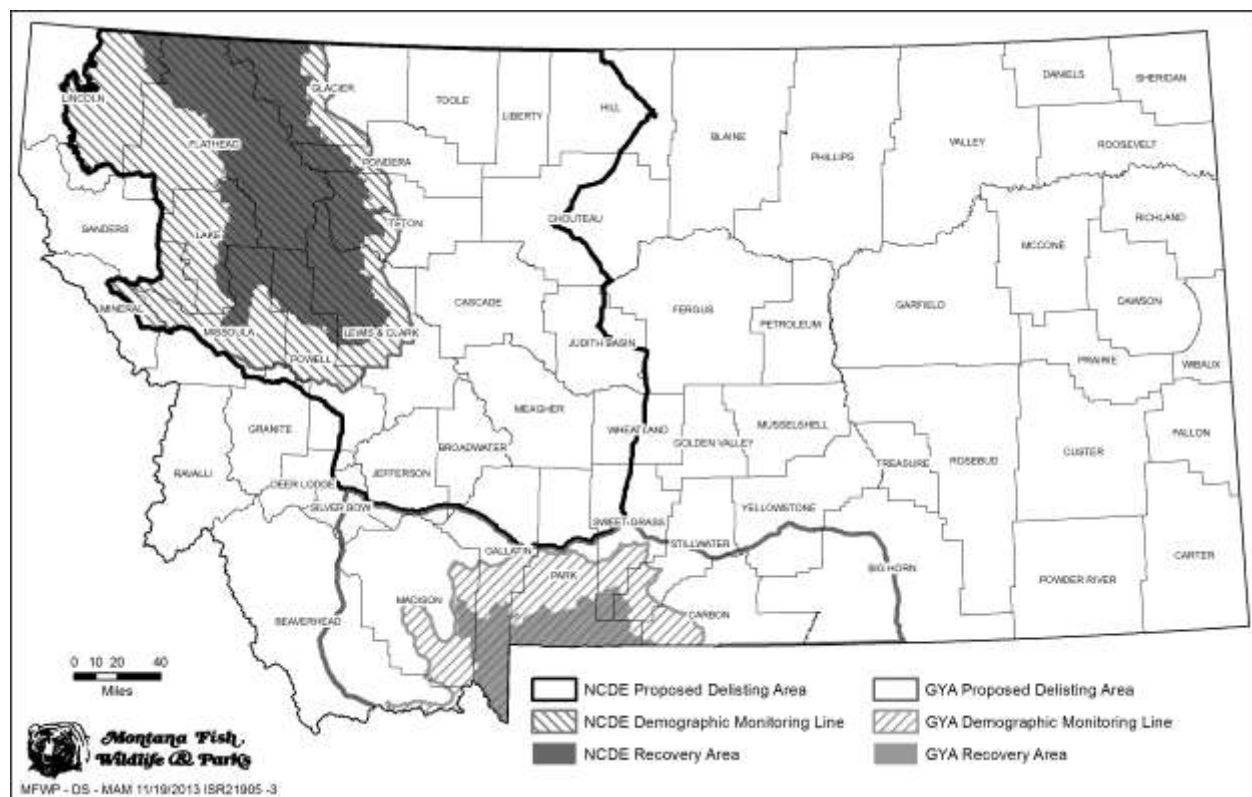 DANIELS
SHERIDAN
GLACIER
TOOLE
LIBERTY
HILL
LINCOLN
BLAINE
PHILLIPS
VALLEY
ROOSEVELT
FLATHEAD
PONDERA
CHOUTEAU
RICHLAND
TETON
SANDERS
LAKE
MCCONE
CASCADE
FERGUS
GARFIELD
DAWSON
MINERAL
PETROLEUM
MISSOULA
LEWIS & CLARK
JUDITH BASIN
POWELL
PRAIRIE
WIBAUX
MEAGHER
WHEATLAND
MUSSELSHELL
GRANITE
GOLDEN VALLEY
BROADWATER
FALLON
CUSTER
RAVALLI
JEFFERSON
TREASURE
ROSEBUD
DEER LODGE
SILVER BOW
YELLOWSTONE
SWEET GRASS
STILLWATER
GALLATIN
CARTER
BIG HORN
PARK
POWDER RIVER
MADISON
CARBON
BEAVERHEAD
0 10 20 40
Miles
NCDE Proposed Delisting Area
NCDE Demographic Monitoring Line
NCDE Recovery Area
GYA Proposed Delisting Area
GYA Demographic Monitoring Line
GYA Recovery Area
Montana Fish,
Wildlife & Parks
MFWP - DS - MAM 11/19/2013 ISR21905 -3